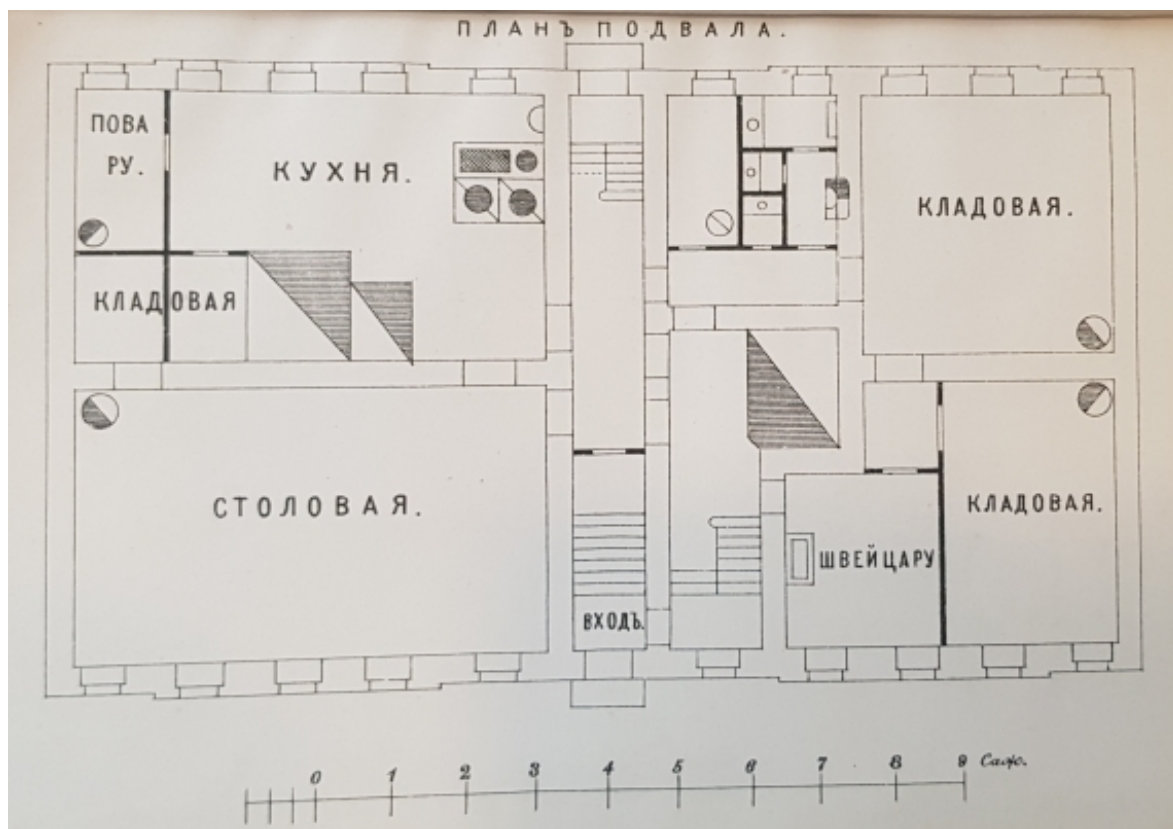 ПЛАНЪ ПОДВАЛА.
ПОВА
РУ.
КУХНЯ.
КЛАДОВАЯ.
КЛАДОВАЯ
СТОЛОВАЯ.
КЛАДОВАЯ.
ШВЕЙЦАРУ
ВХОДЪ.
0 1 2 3 4 5 6 7 8 9 Саж.